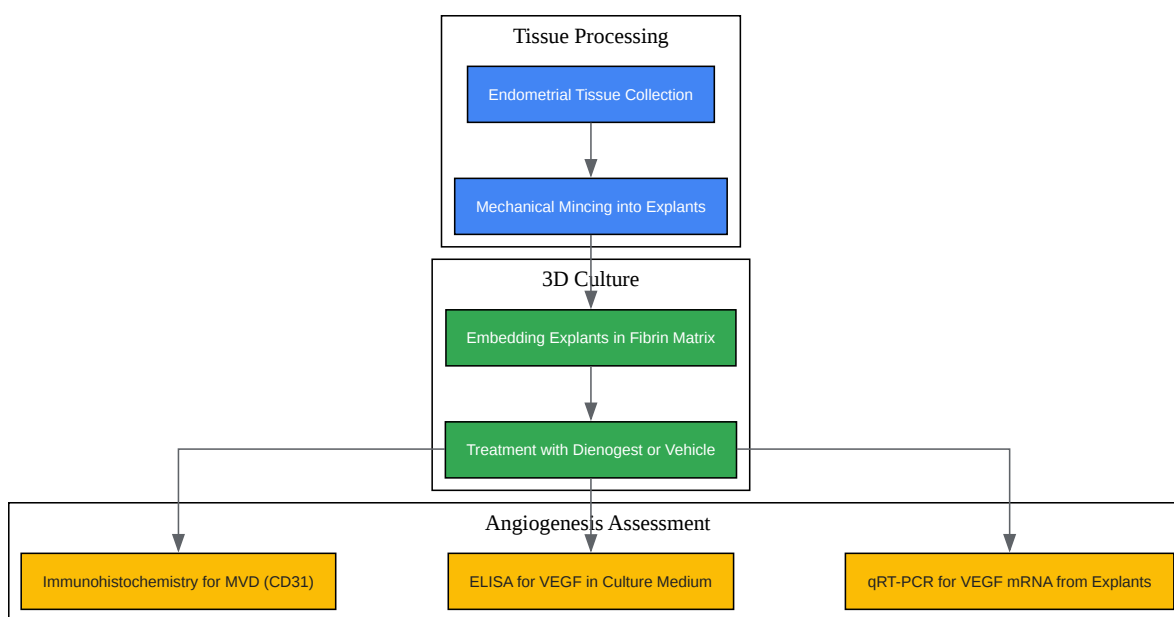 Tissue Processing
Endometrial Tissue Collection
Mechanical Mincing into Explants
3D Culture
Embedding Explants in Fibrin Matrix
Treatment with Dienogest or Vehicle
Angiogenesis Assessment
Immunohistochemistry for MVD (CD31)
ELISA for VEGF in Culture Medium
qRT-PCR for VEGF mRNA from Explants